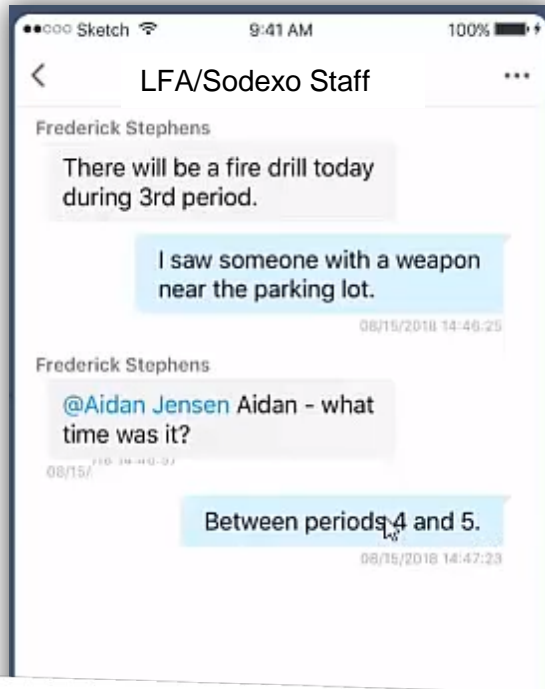 Sketch 9:41 AM 100%
LFA/Sodexo Staff
Frederick Stephens
There will be a fire drill today
during 3rd period.
I saw someone with a weapon
near the parking lot.
08/15/2018 14:46:25
Frederick Stephens
@Aidan Jensen Aidan - what
time was it?
08/15/
Between periods 4 and 5.
08/15/2018 14:47:23